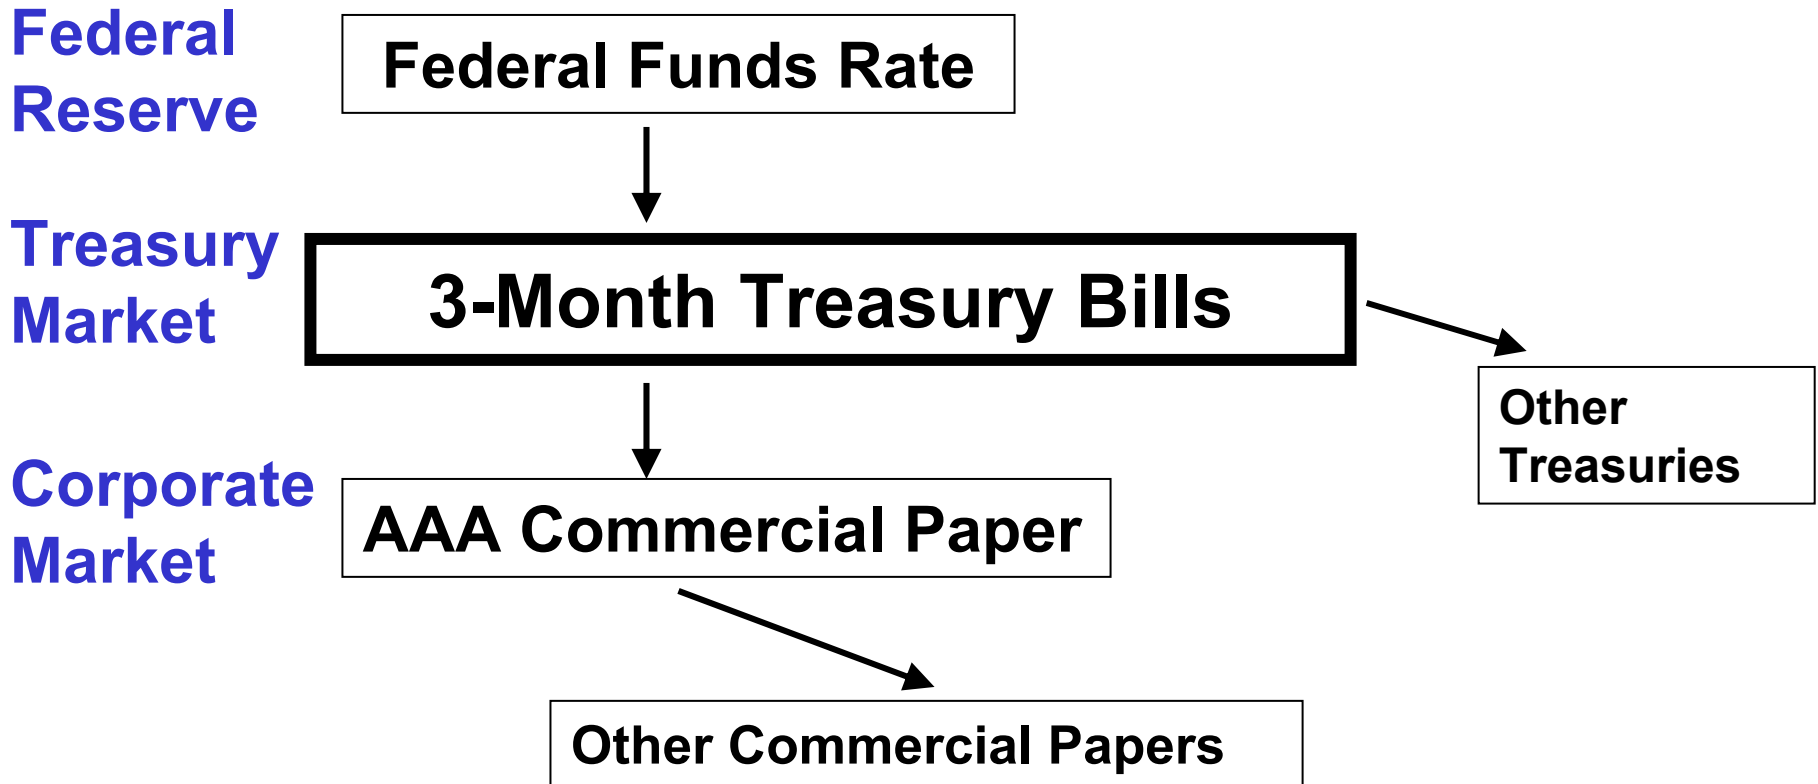 Federal
Reserve
Federal Funds Rate
Treasury
Market
3-Month Treasury Bills
Other
Treasuries
Corporate
Market
AAA Commercial Paper
Other Commercial Papers